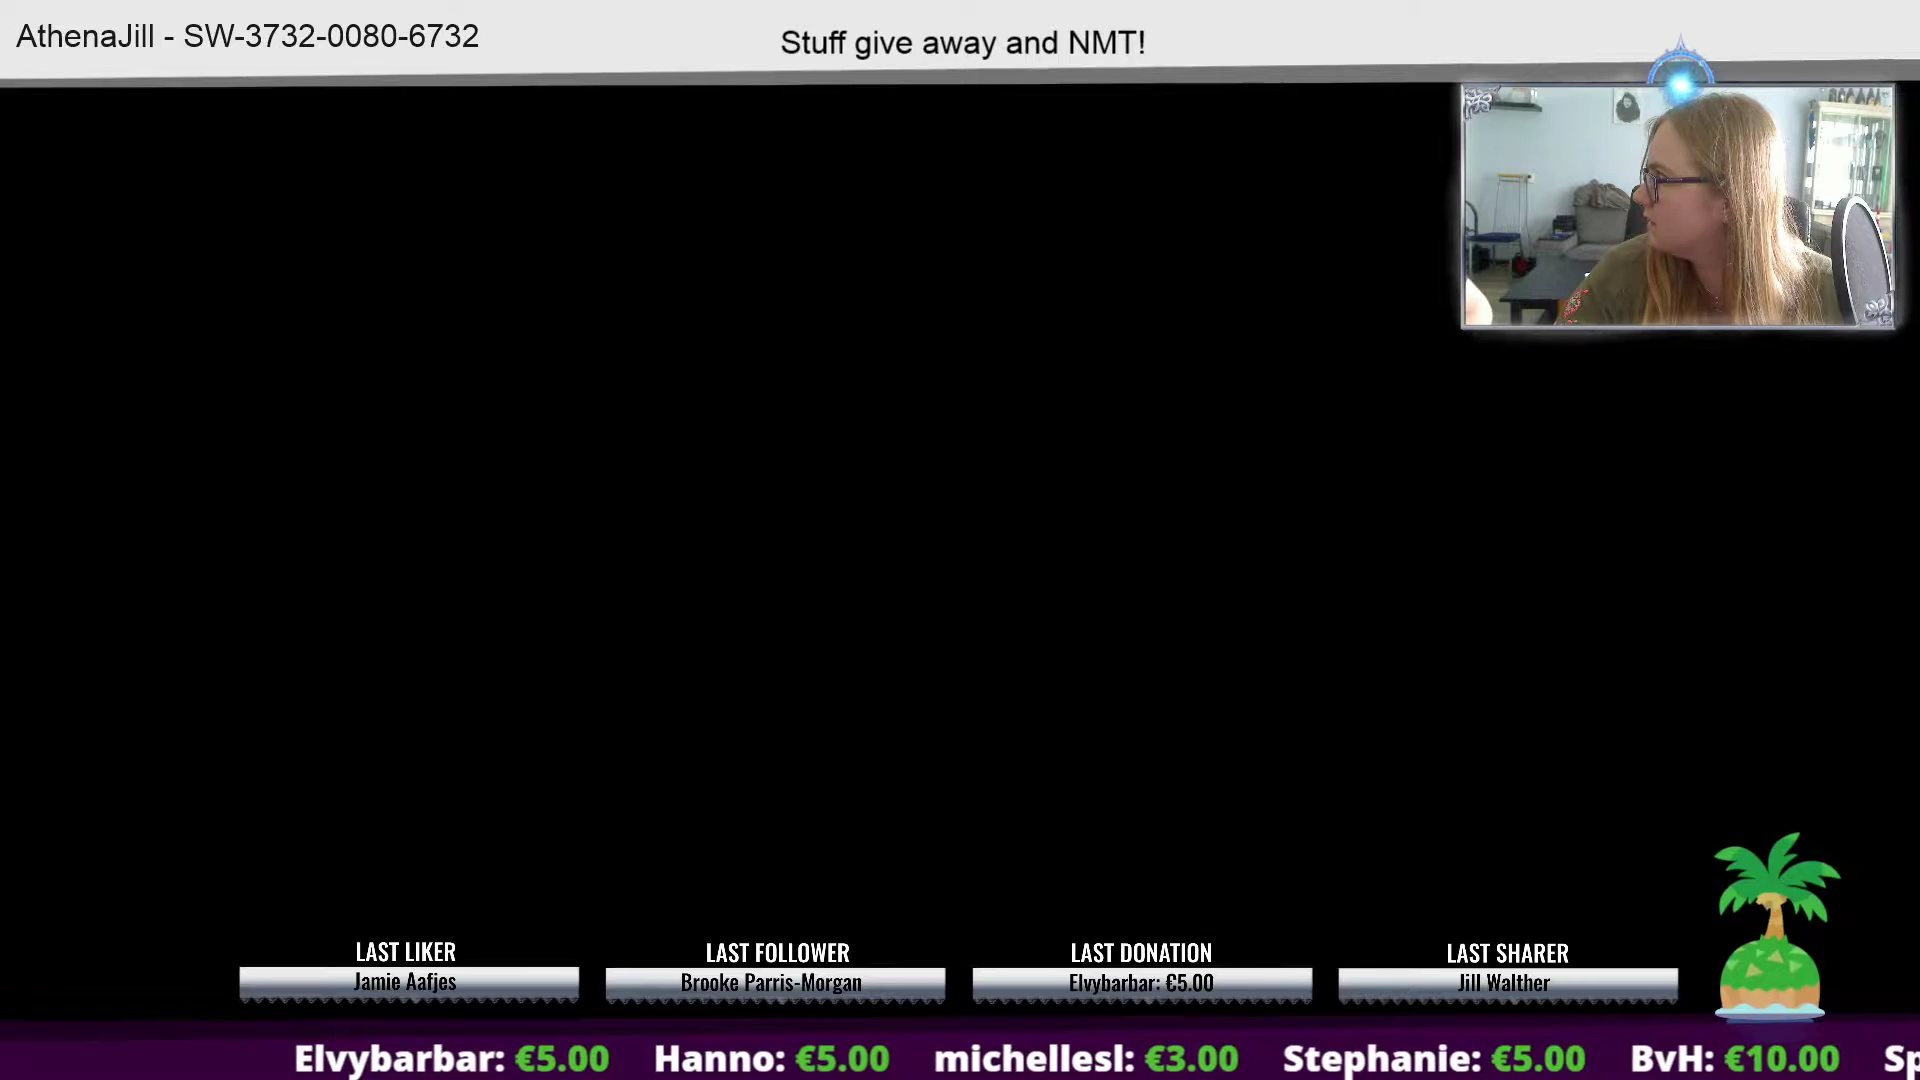 AthenaJill - SW-3732-0080-6732
Stuff give away and NMT!
LAST LIKER
Jamie Aafjes
LAST FOLLOWER
Brooke Parris-Morgan
LAST DONATION
Elvybarbar: €5.00
LAST SHARER
Jill Walther
Elvybarbar: €5.00 Hanno: €5.00 michellesl: €3.00 Stephanie: €5.00 BvH: €10.00 Sp